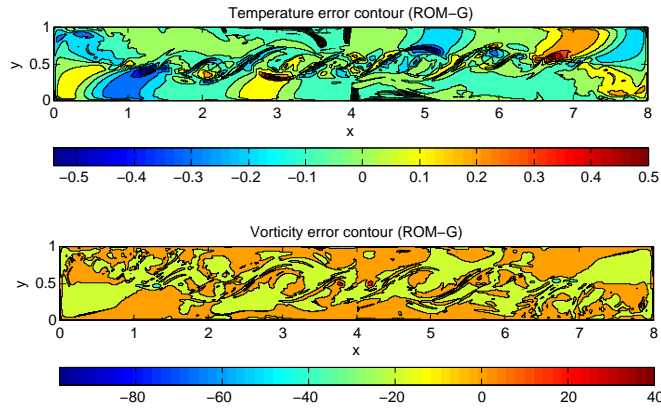 Temperature error contour (ROM−G)
1
0.5
0
y
0 1 2 3 4 5 6 7 8
x
−0.5 −0.4 −0.3 −0.2 −0.1 0 0.1 0.2 0.3 0.4 0.5
Vorticity error contour (ROM−G)
1
0.5
0
y
0 1 2 3 4 5 6 7 8
x
−80 −60 −40 −20 0 20 40